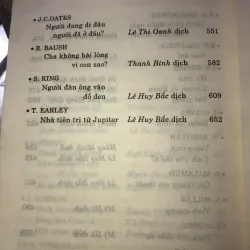 • J.C.OATES
Người đang đi đâu
người đã ở đâu? Lê Thị Oanh dịch 551
• R. BAUSH
Cha không hài lòng
vị con sao? Thanh Bình dịch 582
• S. KING
Người đàn ông vận
đồ đen Lê Huy Bắc dịch 609
• T. EARLEY
Nhà tiên tri từ Jupiter Lê Huy Bắc dịch 652